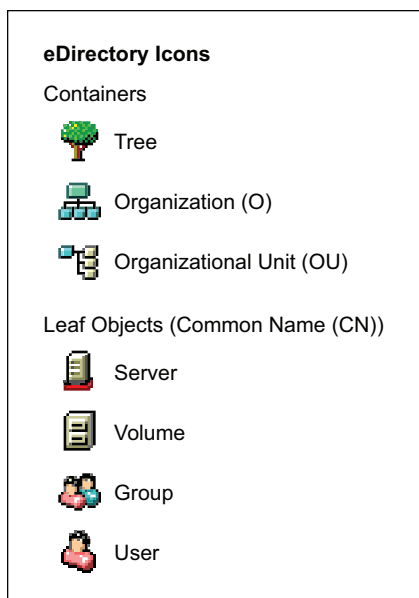 eDirectory Icons
Containers
Tree
Organization (O)
Organizational Unit (OU)
Leaf Objects (Common Name (CN))
Server
Volume
Group
User